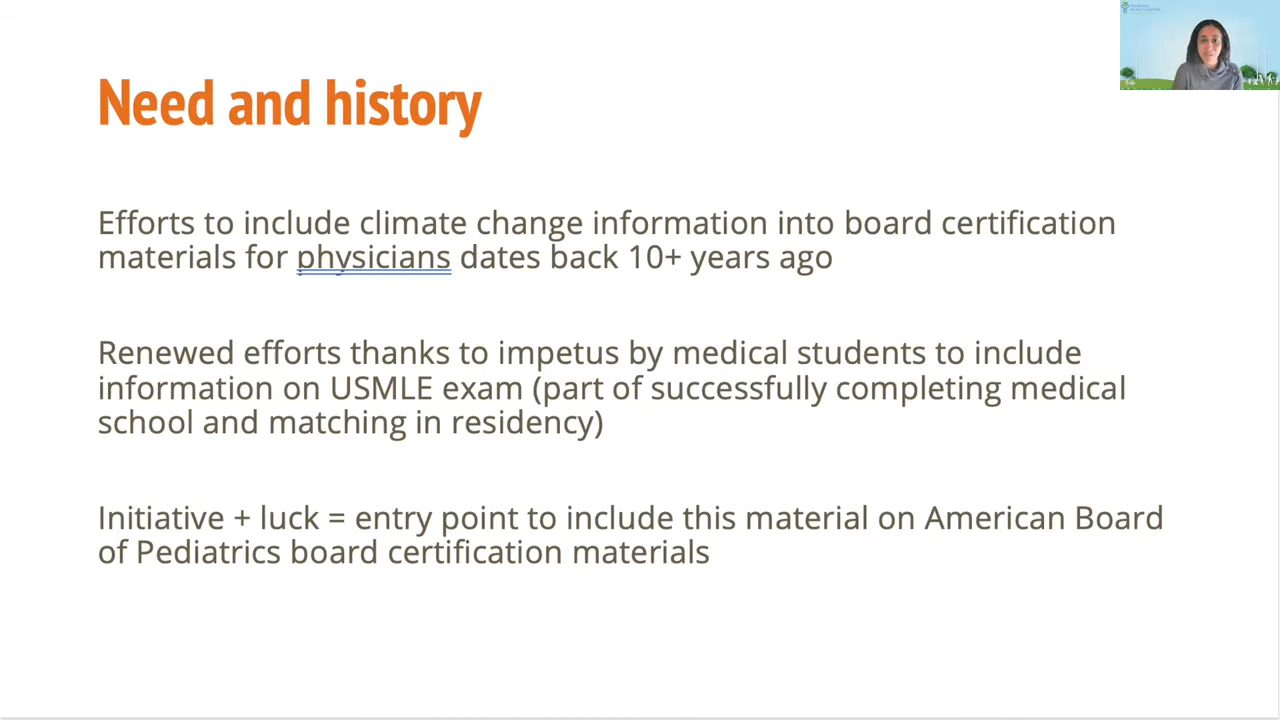 Need and history
Efforts to include climate change information into board certification
materials for physicians dates back 10+ years ago
Renewed efforts thanks to impetus by medical students to include
information on USMLE exam (part of successfully completing medical
school and matching in residency)
Initiative + luck = entry point to include this material on American Board
of Pediatrics board certification materials